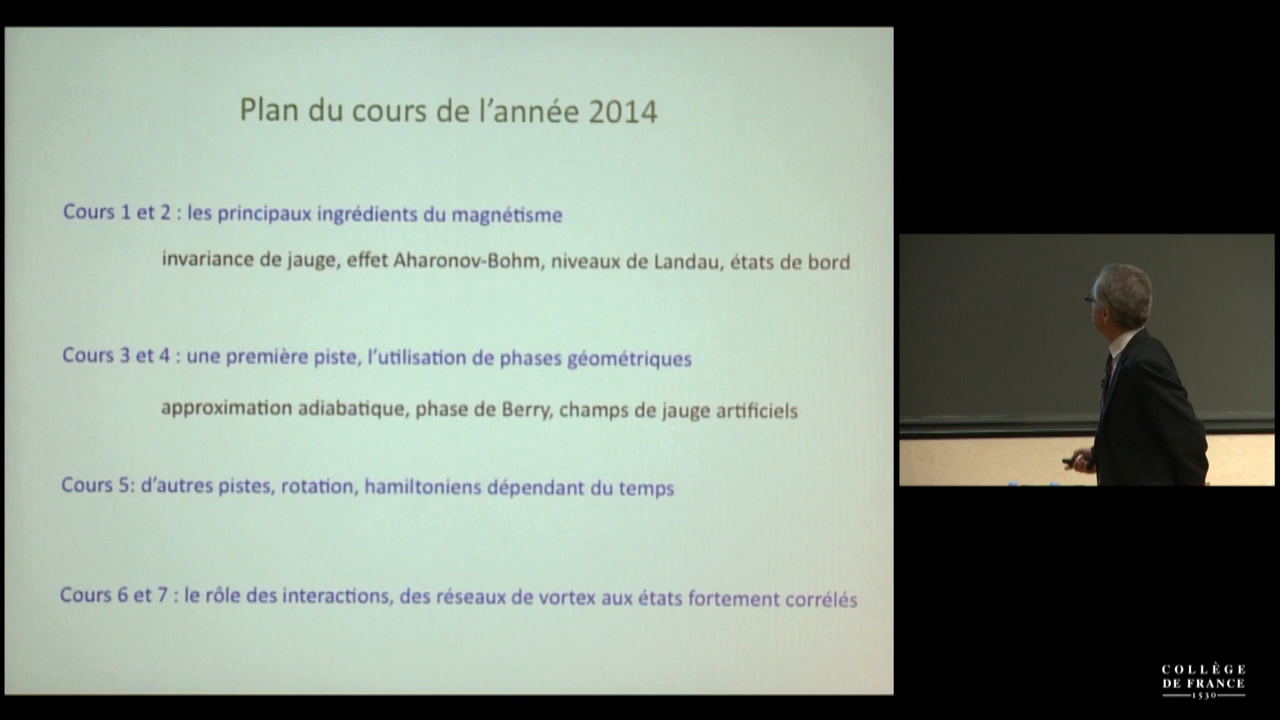 Plan du cours de l'année 2014
Cours 1 et 2 : les principaux ingrédients du magnétisme
invariance de jauge, effet Aharonov-Bohm, niveaux de Landau, états de bord
Cours 3 et 4 : une première piste, l'utilisation de phases géométriques
approximation adiabatique, phase de Berry, champs de jauge artificiels
Cours 5: d'autres pistes, rotation, hamiltoniens dépendant du temps
Cours 6 et 7 : le rôle des interactions, des réseaux de vortex aux états fortement corrélés
COLLÈGE
DE FRANCE
1530